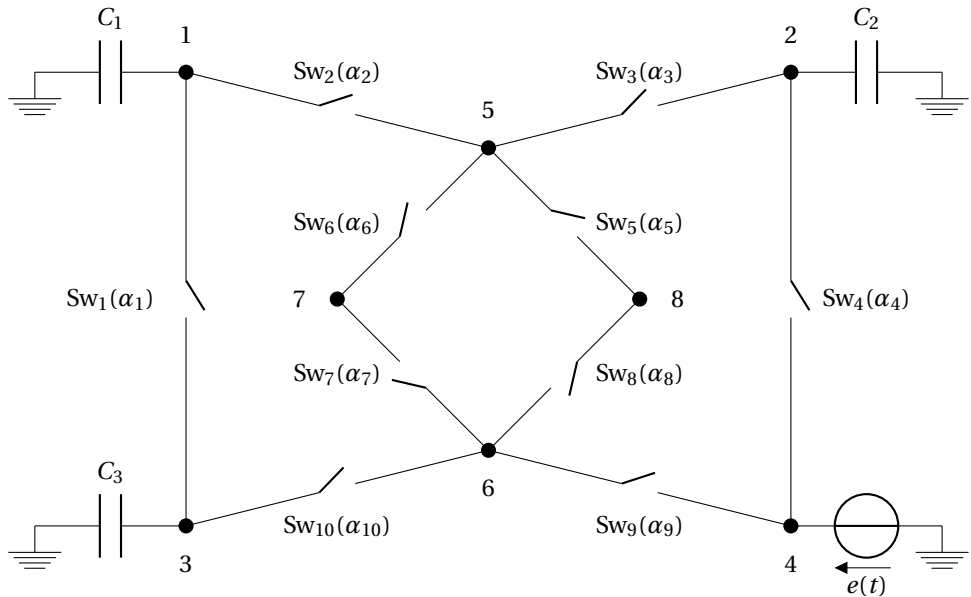 C₁
1
2
C₂
Sw₂(α₂)
Sw₃(α₃)
5
Sw₆(α₆)
Sw₅(α₅)
Sw₁(α₁)
7
8
Sw₄(α₄)
Sw₇(α₇)
Sw₈(α₈)
C₃
6
Sw₁₀(α₁₀)
Sw₉(α₉)
3
4
e(t)